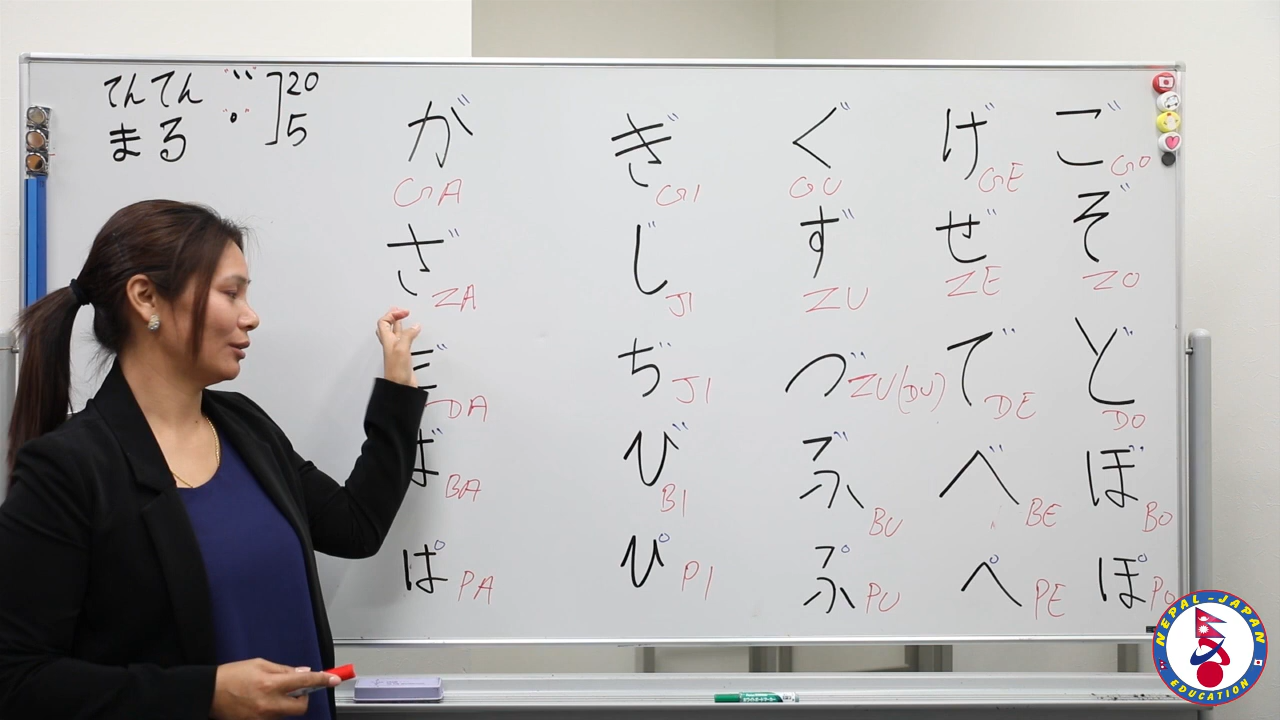 てんてん ゙ ]20
まる ゚ ]5
が ぎ ぐ げ ご
GA GI GU GE GO
ざ じ ず ぜ ぞ
ZA JI ZU ZE ZO
ぢ づ で ど
DA JI ZU(DU) DE DO
ば び ぶ べ ぼ
BA BI BU BE BO
ぱ ぴ ぷ ぺ ぽ
PA PI PU PE PO
NEPAL-JAPAN
EDUCATION